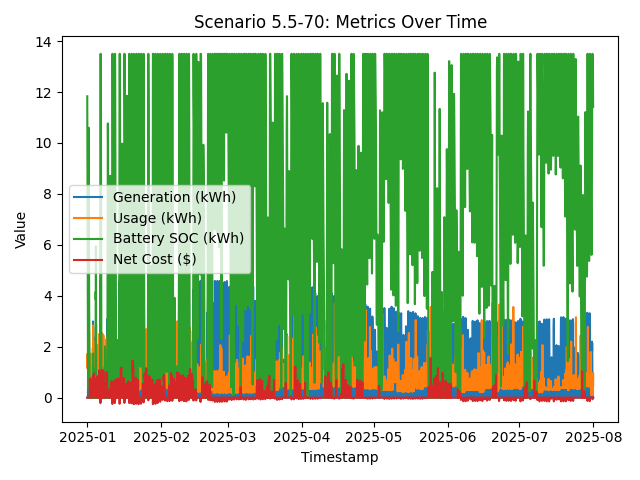 Scenario 5.5-70: Metrics Over Time
Value
14
12
10
8
6
4
2
0
Generation (kWh)
Usage (kWh)
Battery SOC (kWh)
Net Cost ($)
2025-01 2025-02 2025-03 2025-04 2025-05 2025-06 2025-07 2025-08
Timestamp